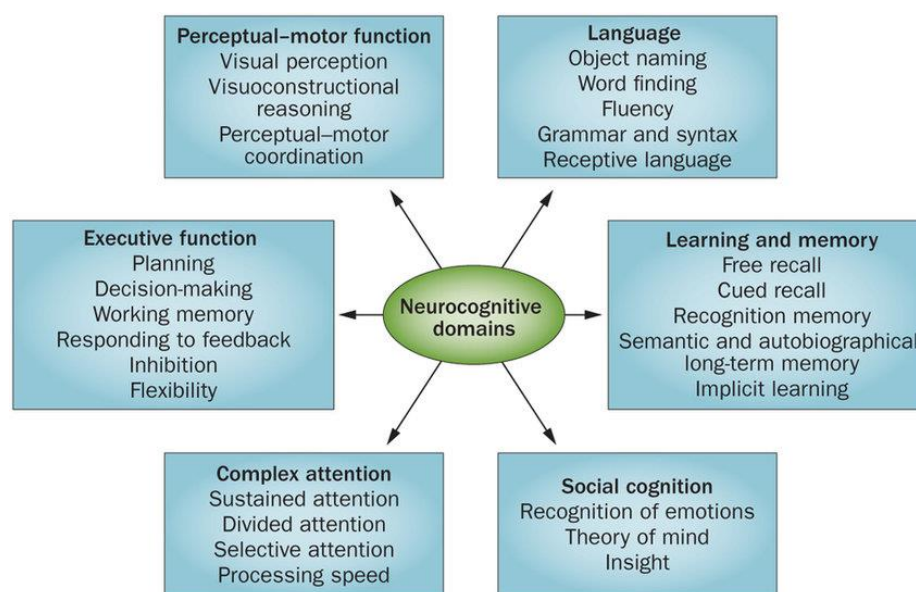 Perceptual–motor function
Visual perception
Visuoconstructional
reasoning
Perceptual–motor
coordination
Language
Object naming
Word finding
Fluency
Grammar and syntax
Receptive language
Executive function
Planning
Decision-making
Working memory
Responding to feedback
Inhibition
Flexibility
Neurocognitive
domains
Learning and memory
Free recall
Cued recall
Recognition memory
Semantic and autobiographical
long-term memory
Implicit learning
Complex attention
Sustained attention
Divided attention
Selective attention
Processing speed
Social cognition
Recognition of emotions
Theory of mind
Insight